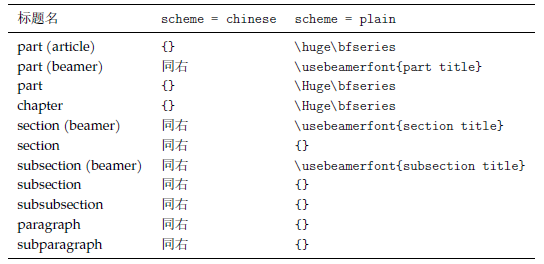 标题名 scheme = chinese scheme = plain
part (article) {} \huge\bfseries
part (beamer) 同右 \usebeamerfont{part title}
part {} \Huge\bfseries
chapter {} \Huge\bfseries
section (beamer) 同右 \usebeamerfont{section title}
section 同右 {}
subsection (beamer) 同右 \usebeamerfont{subsection title}
subsection 同右 {}
subsubsection 同右 {}
paragraph 同右 {}
subparagraph 同右 {}